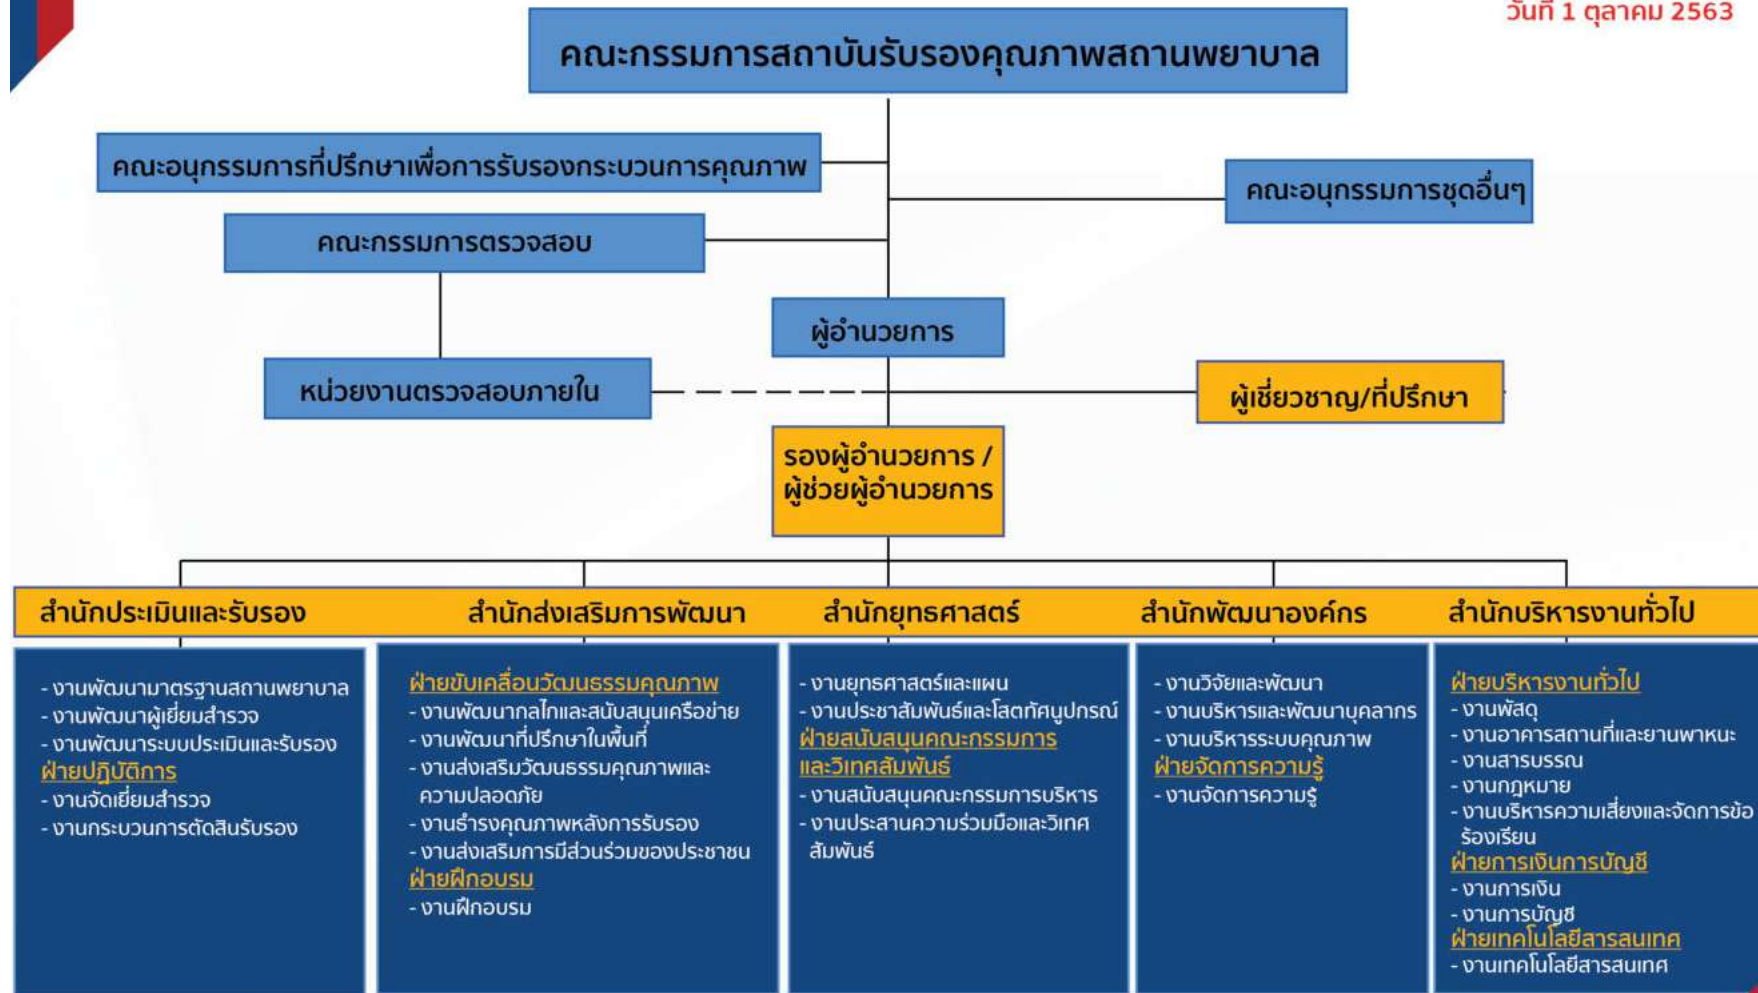 วันที่ 1 ตุลาคม 2563
คณะกรรมการสถาบันรับรองคุณภาพสถานพยาบาล
คณะอนุกรรมการที่ปรึกษาเพื่อการรับรองกระบวนการคุณภาพ
คณะอนุกรรมการชุดอื่นๆ
คณะกรรมการตรวจสอบ
ผู้อำนวยการ
หน่วยงานตรวจสอบภายใน
ผู้เชี่ยวชาญ/ที่ปรึกษา
รองผู้อำนวยการ /
ผู้ช่วยผู้อำนวยการ
สำนักประเมินและรับรอง
- งานพัฒนามาตรฐานสถานพยาบาล
- งานพัฒนาผู้เยี่ยมสำรวจ
- งานพัฒนาระบบประเมินและรับรอง
ฝ่ายปฏิบัติการ
- งานจัดเยี่ยมสำรวจ
- งานกระบวนการตัดสินรับรอง
สำนักส่งเสริมการพัฒนา
ฝ่ายขับเคลื่อนวัฒนธรรมคุณภาพ
- งานพัฒนากลไกและสนับสนุนเครือข่าย
- งานพัฒนาที่ปรึกษาในพื้นที่
- งานส่งเสริมวัฒนธรรมคุณภาพและ
ความปลอดภัย
- งานธำรงคุณภาพหลังการรับรอง
- งานส่งเสริมการมีส่วนร่วมของประชาชน
ฝ่ายฝึกอบรม
- งานฝึกอบรม
สำนักยุทธศาสตร์
- งานยุทธศาสตร์และแผน
- งานประชาสัมพันธ์และโสตทัศนูปกรณ์
ฝ่ายสนับสนุนคณะกรรมการ
และวิเทศสัมพันธ์
- งานสนับสนุนคณะกรรมการบริหาร
- งานประสานความร่วมมือและวิเทศ
สัมพันธ์
สำนักพัฒนาองค์กร
- งานวิจัยและพัฒนา
- งานบริหารและพัฒนาบุคลากร
- งานบริหารระบบคุณภาพ
ฝ่ายจัดการความรู้
- งานจัดการความรู้
สำนักบริหารงานทั่วไป
ฝ่ายบริหารงานทั่วไป
- งานพัสดุ
- งานอาคารสถานที่และยานพาหนะ
- งานสารบรรณ
- งานกฎหมาย
- งานบริหารความเสี่ยงและจัดการข้อ
ร้องเรียน
ฝ่ายการเงินการบัญชี
- งานการเงิน
- งานการบัญชี
ฝ่ายเทคโนโลยีสารสนเทศ
- งานเทคโนโลยีสารสนเทศ